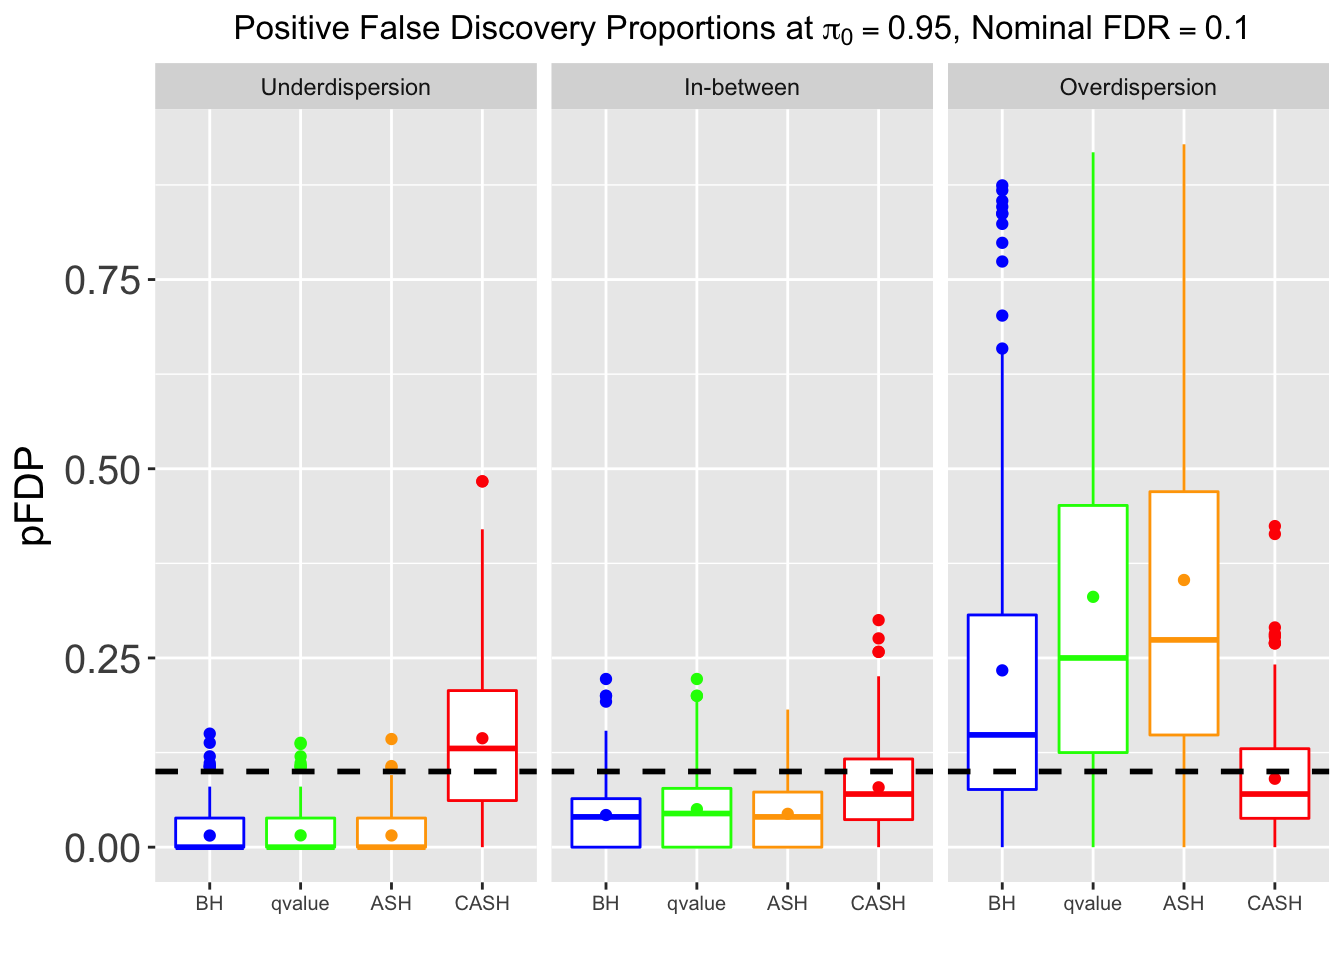 Positive False Discovery Proportions at π₀ = 0.95, Nominal FDR = 0.1
Underdispersion In-between Overdispersion
pFDP
0.75
0.50
0.25
0.00
BH qvalue ASH CASH BH qvalue ASH CASH BH qvalue ASH CASH